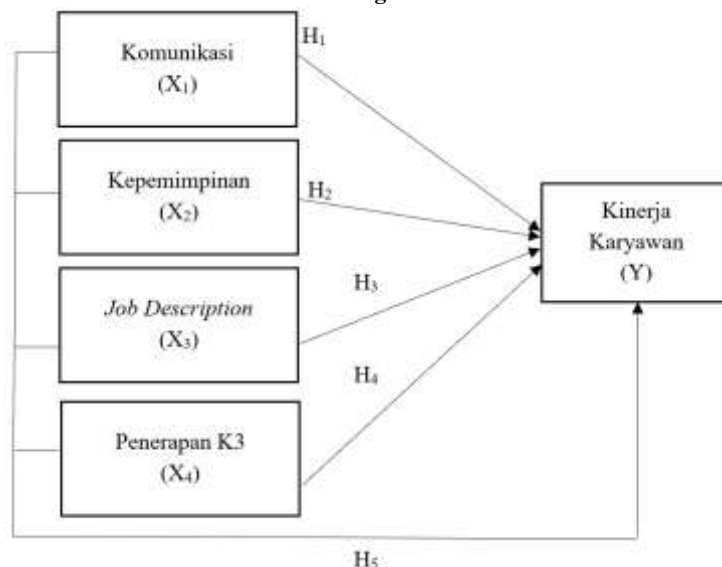 Komunikasi
(X₁)
H₁
Kepemimpinan
(X₂)
H₂
Job Description
(X₃)
H₃
Penerapan K3
(X₄)
H₄
Kinerja
Karyawan
(Y)
H₅